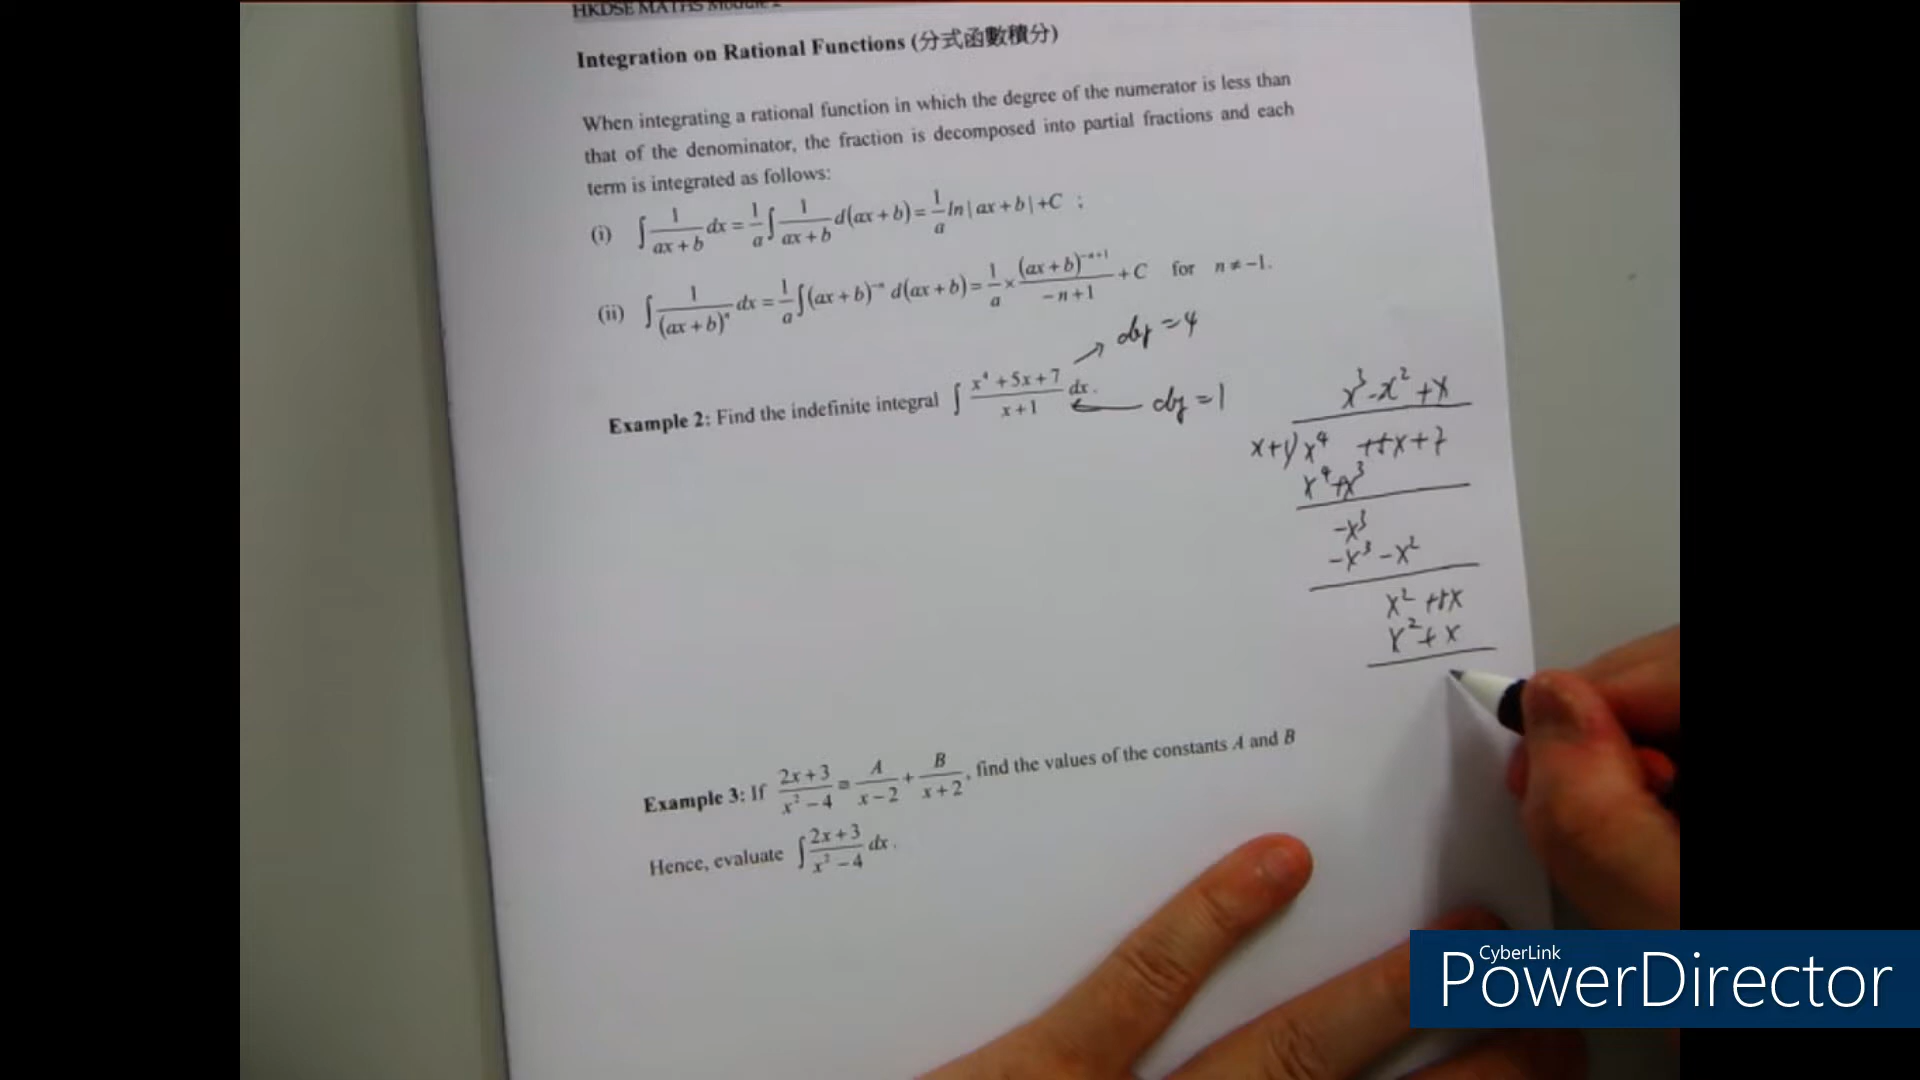 HKDSE MATHS Module 2
Integration on Rational Functions (分式函數積分)
When integrating a rational function in which the degree of the numerator is less than
that of the denominator, the fraction is decomposed into partial fractions and each
term is integrated as follows:
(i) ∫ 1/(ax+b) dx = 1/a ∫ 1/(ax+b) d(ax+b) = 1/a ln|ax+b|+C ;
(ii) ∫ 1/(ax+b)^n dx = 1/a ∫(ax+b)^-n d(ax+b) = 1/a × (ax+b)^(-n+1)/(-n+1) + C for n≠-1.
Example 2: Find the indefinite integral ∫ (x^4+5x+7)/(x+1) dx.
→ deg = 4
← deg = 1
x^3 - x^2 + x
x+1) x^4 +5x+7
x^4 + x^3
-x^3
-x^3 - x^2
x^2 +5x
x^2 + x
Example 3: If (2x+3)/(x^2-4) ≡ A/(x-2) + B/(x+2), find the values of the constants A and B
Hence, evaluate ∫ (2x+3)/(x^2-4) dx.
CyberLink
PowerDirector